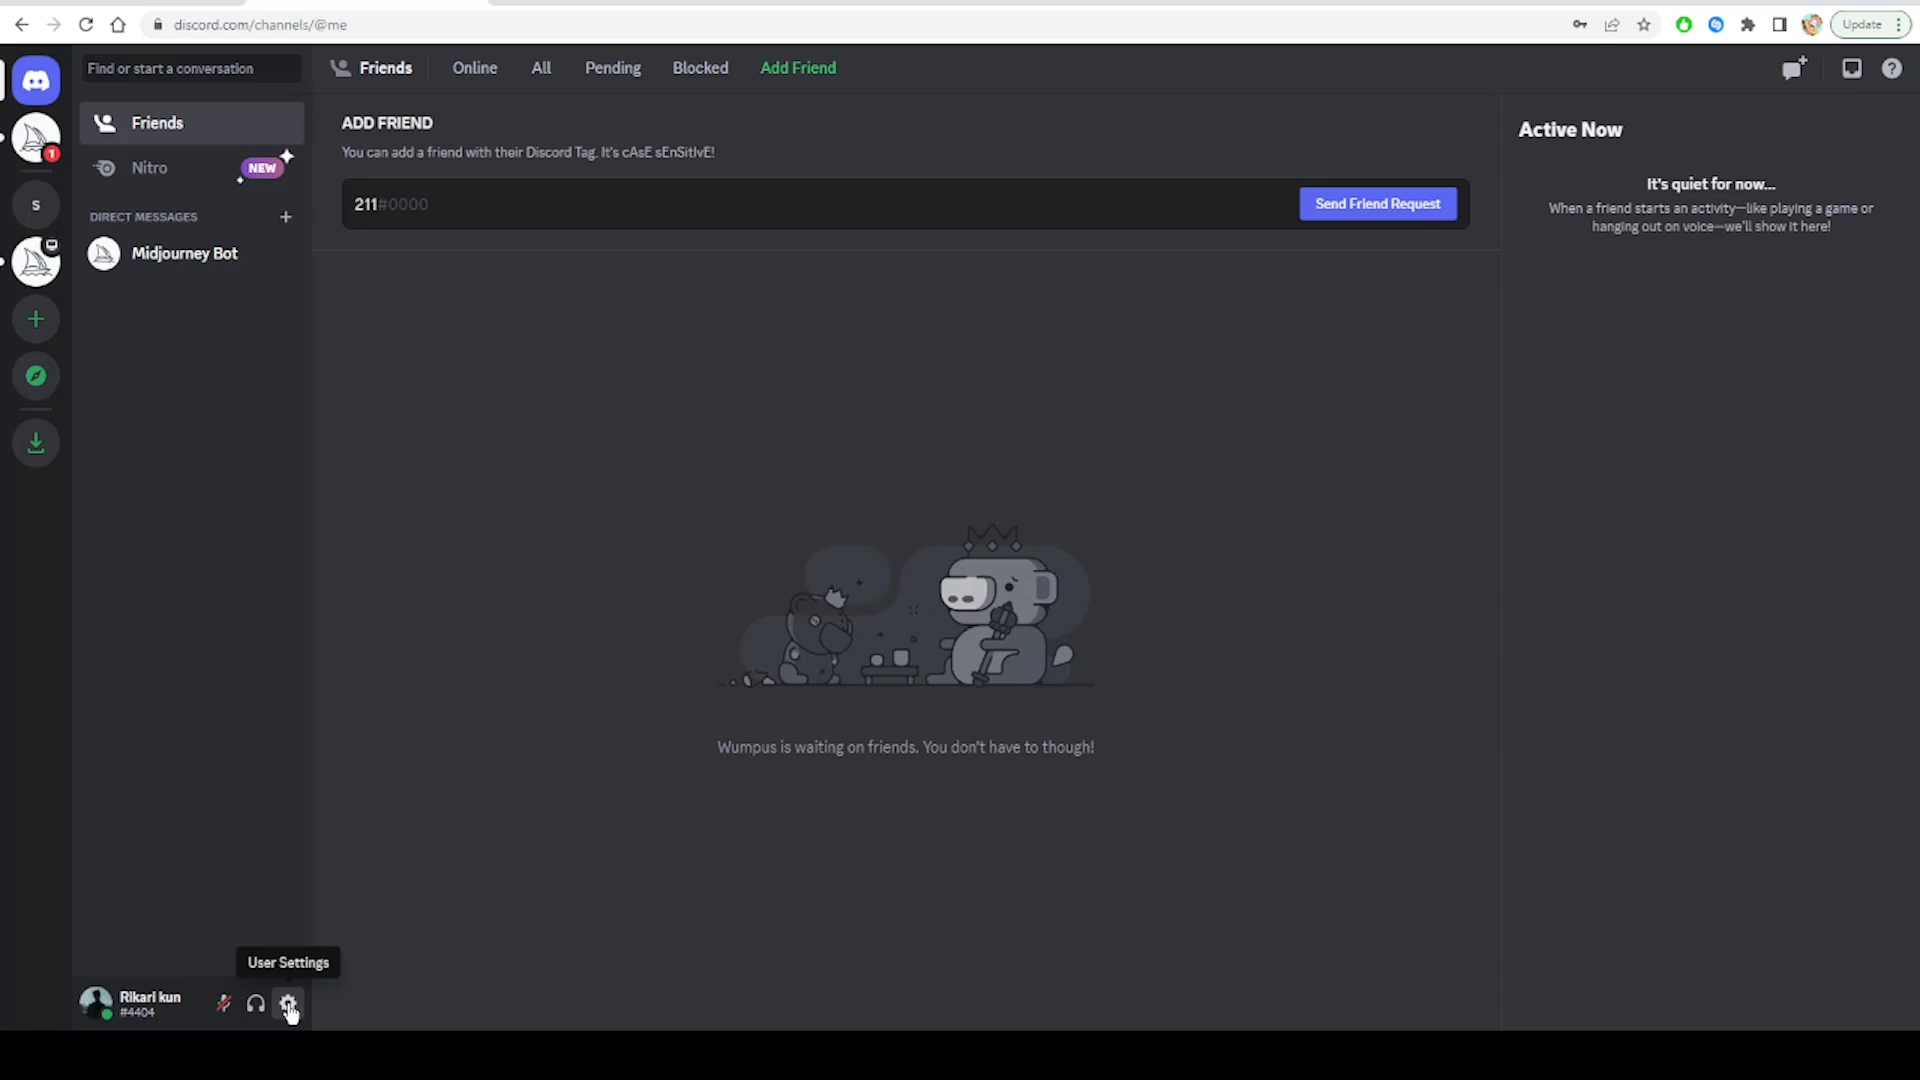 discord.com/channels/@me
Update
Find or start a conversation
Friends
Online
All
Pending
Blocked
Add Friend
1
S
Friends
Nitro
NEW
DIRECT MESSAGES
Midjourney Bot
ADD FRIEND
You can add a friend with their Discord Tag. It's cAsE sEnSitIvE!
211#0000
Send Friend Request
Active Now
It's quiet for now...
When a friend starts an activity—like playing a game or
hanging out on voice—we'll show it here!
Wumpus is waiting on friends. You don't have to though!
User Settings
Rikari kun
#4404